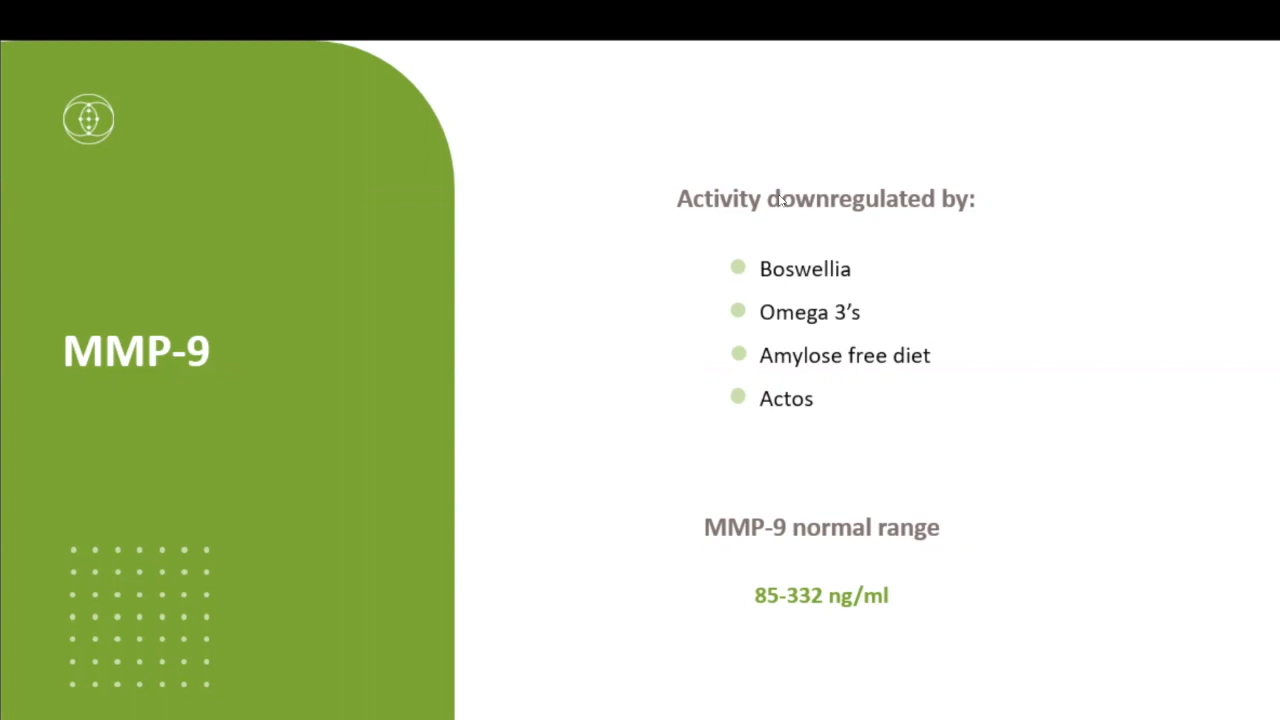 MMP-9
Activity downregulated by:
Boswellia
Omega 3’s
Amylose free diet
Actos
MMP-9 normal range
85-332 ng/ml